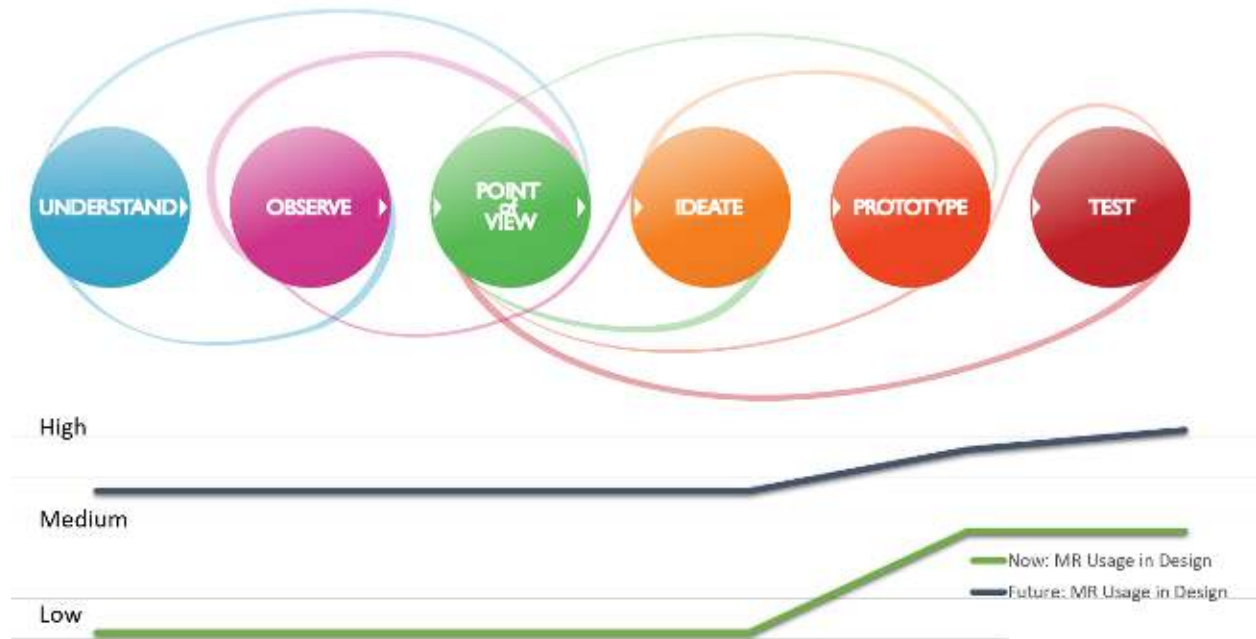 UNDERSTAND
OBSERVE
POINT
of
VIEW
IDEATE
PROTOTYPE
TEST
High
Medium
Low
Now: MR Usage in Design
Future: MR Usage in Design